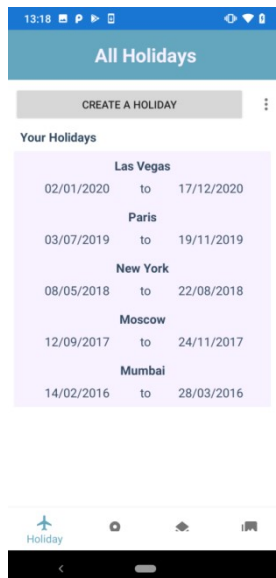 13:18
All Holidays
CREATE A HOLIDAY
Your Holidays
Las Vegas
02/01/2020 to 17/12/2020
Paris
03/07/2019 to 19/11/2019
New York
08/05/2018 to 22/08/2018
Moscow
12/09/2017 to 24/11/2017
Mumbai
14/02/2016 to 28/03/2016
Holiday